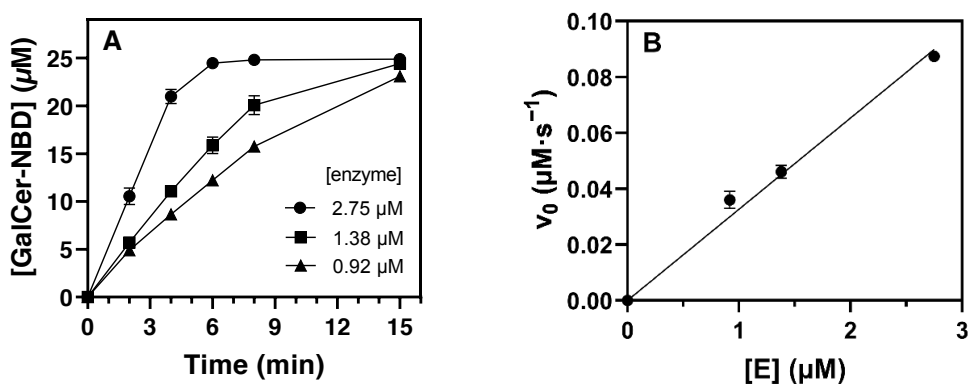 A
[GalCer-NBD] (µM)
25
20
15
10
5
0
0 3 6 9 12 15
Time (min)
[enzyme]
2.75 µM
1.38 µM
0.92 µM
B
v₀ (µM·s⁻¹)
0.10
0.08
0.06
0.04
0.02
0.00
0 1 2 3
[E] (µM)